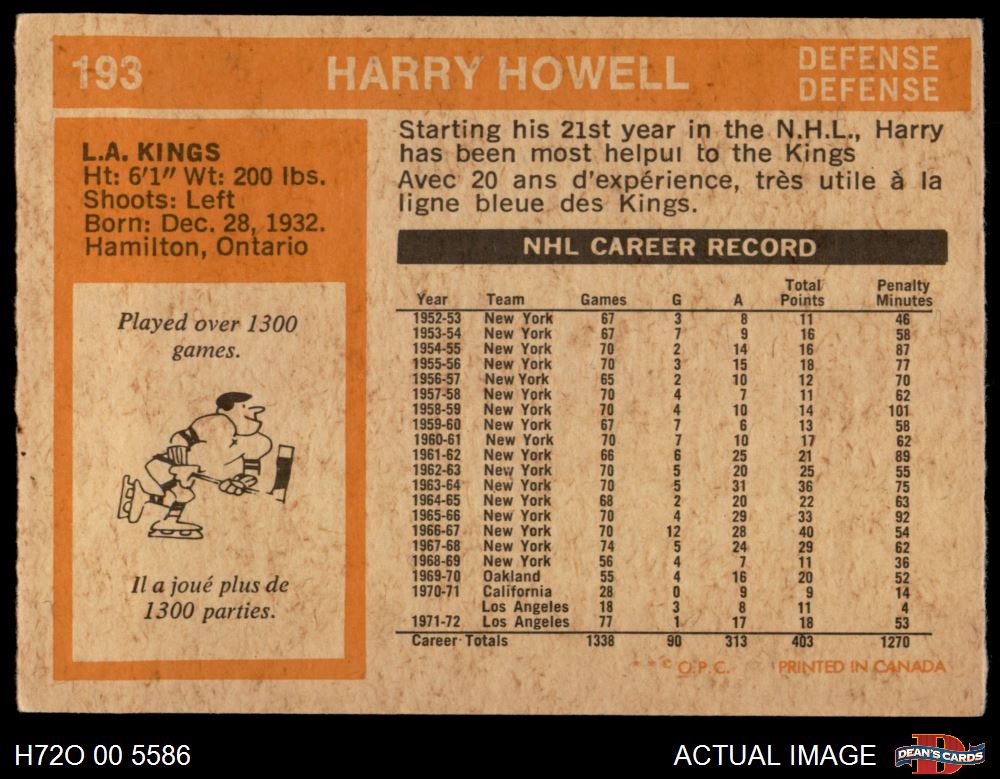 193 HARRY HOWELL DEFENSE
DEFENSE
L.A. KINGS
Ht: 6'1" Wt: 200 lbs.
Shoots: Left
Born: Dec. 28, 1932.
Hamilton, Ontario
Played over 1300
games.
Il a joué plus de
1300 parties.
Starting his 21st year in the N.H.L., Harry
has been most helpul to the Kings
Avec 20 ans d'expérience, très utile à la
ligne bleue des Kings.
NHL CAREER RECORD
Year Team Games G A Total Points Penalty Minutes
1952-53 New York 67 3 8 11 46
1953-54 New York 67 7 9 16 58
1954-55 New York 70 2 14 16 87
1955-56 New York 70 3 15 18 77
1956-57 New York 65 2 10 12 70
1957-58 New York 70 4 7 11 62
1958-59 New York 70 4 10 14 101
1959-60 New York 67 7 6 13 58
1960-61 New York 70 7 10 17 62
1961-62 New York 66 6 25 21 89
1962-63 New York 70 5 20 25 55
1963-64 New York 70 5 31 36 75
1964-65 New York 68 2 20 22 63
1965-66 New York 70 4 29 33 92
1966-67 New York 70 12 28 40 54
1967-68 New York 74 5 24 29 62
1968-69 New York 56 4 7 11 36
1969-70 Oakland 55 4 16 20 52
1970-71 California 28 0 9 9 14
Los Angeles 18 3 8 11 4
1971-72 Los Angeles 77 1 17 18 53
Career Totals 1338 90 313 403 1270
* * © O.P.C. PRINTED IN CANADA
H72O 00 5586 ACTUAL IMAGE DEAN'S CARDS